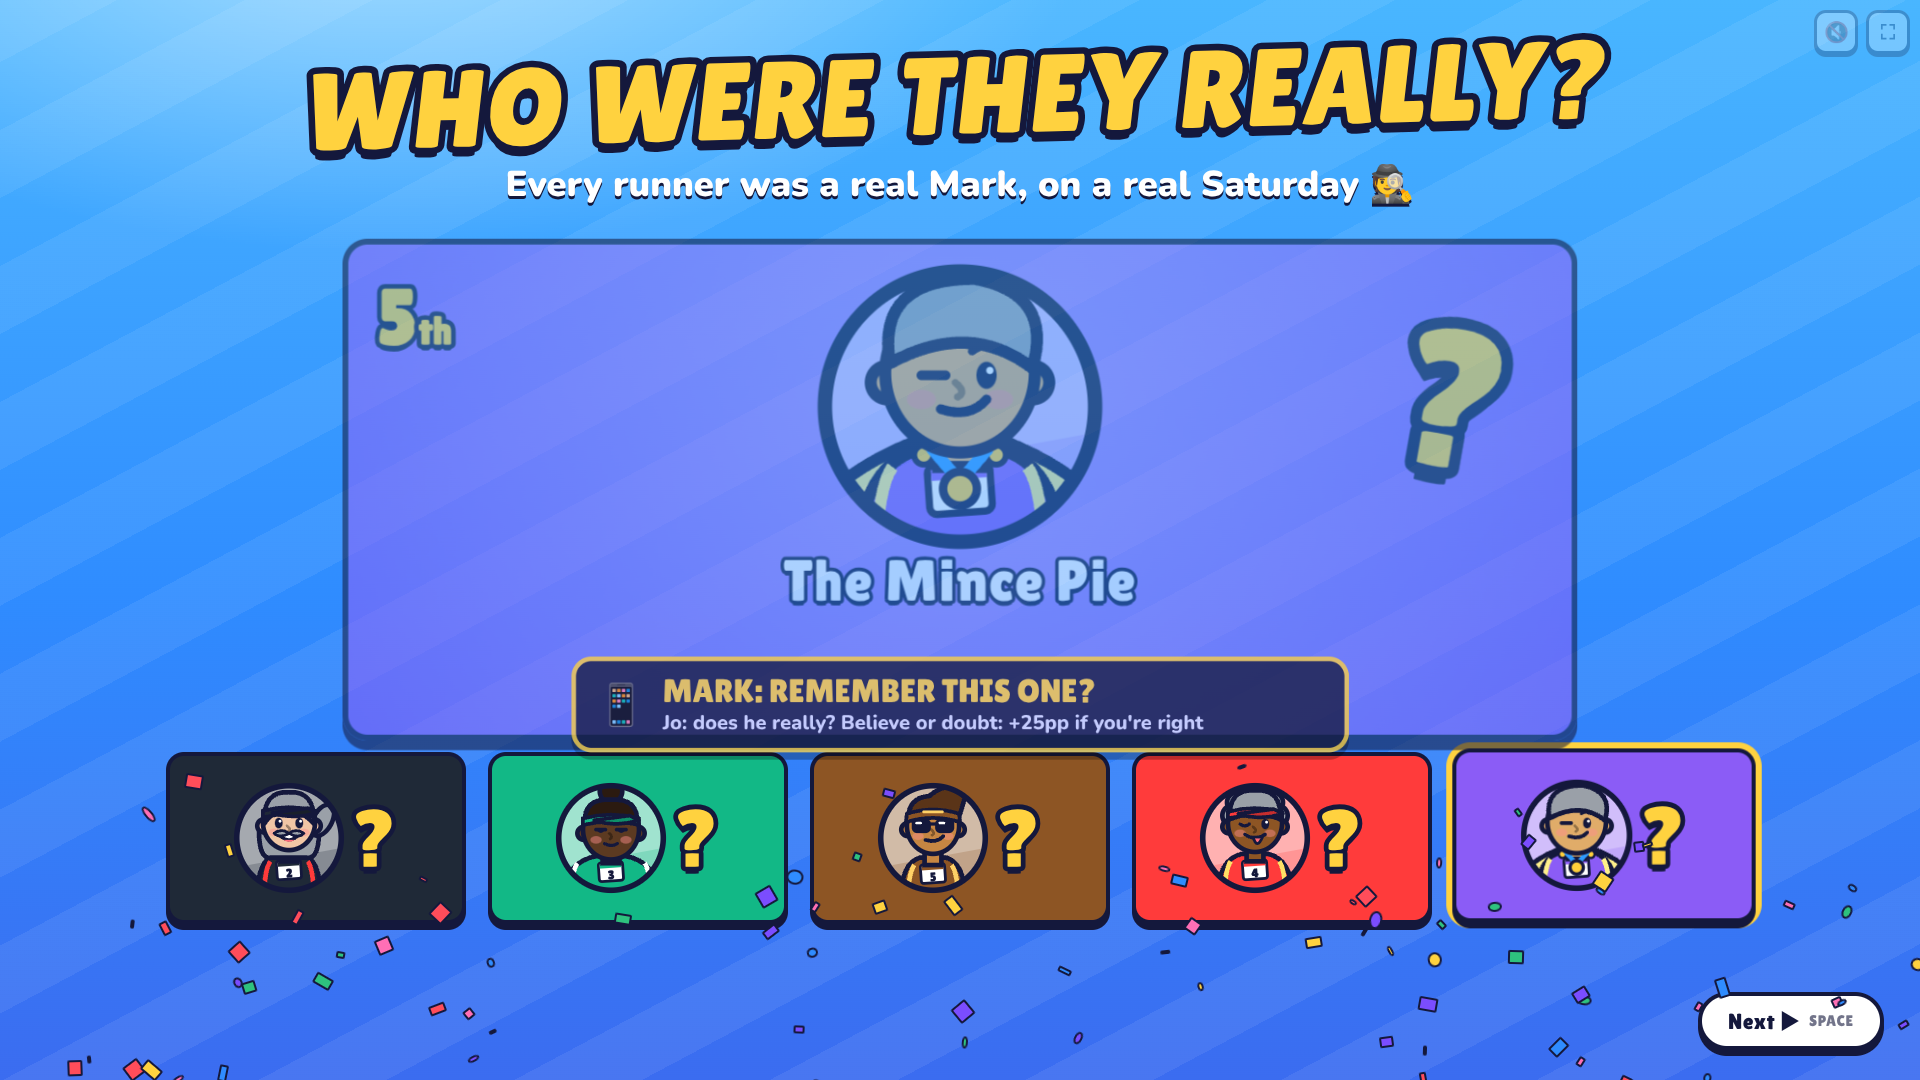 WHO WERE THEY REALLY?
Every runner was a real Mark, on a real Saturday
5th
?
The Mince Pie
MARK: REMEMBER THIS ONE?
Jo: does he really? Believe or doubt: +25pp if you're right
2 ?
3 ?
5 ?
4 ?
?
Next SPACE